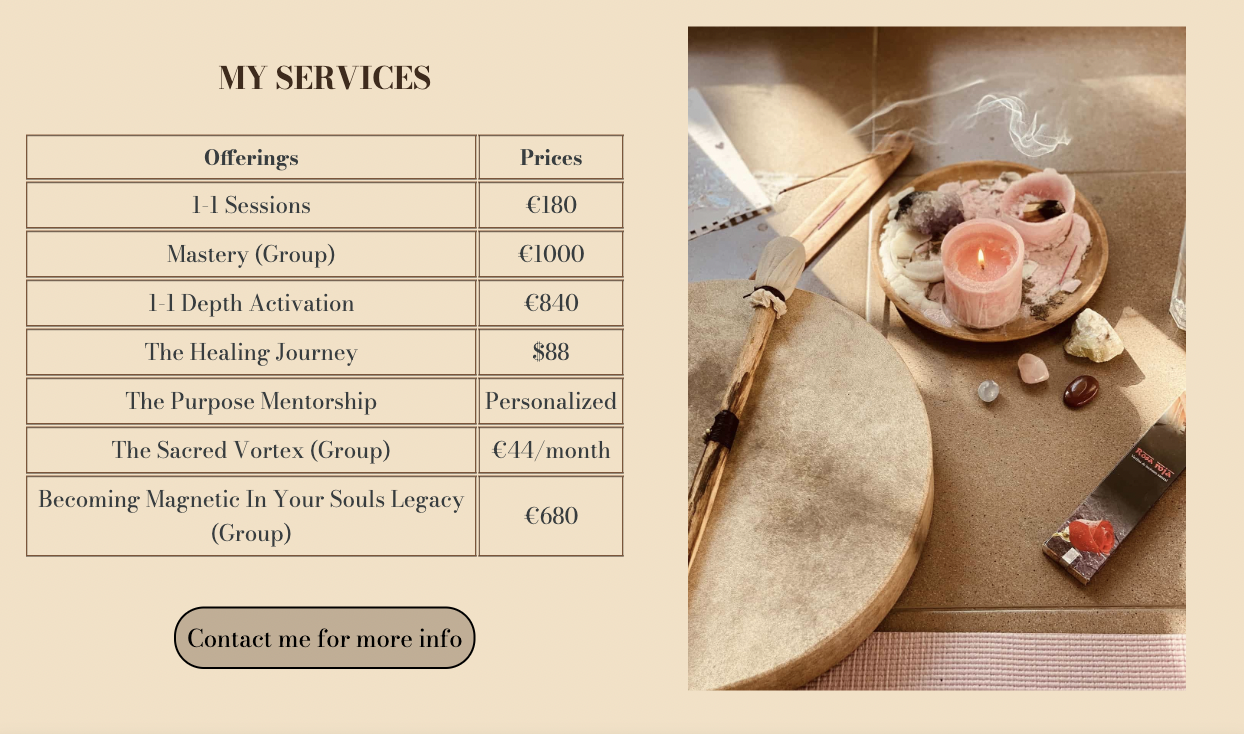 MY SERVICES
Offerings Prices
1-1 Sessions €180
Mastery (Group) €1000
1-1 Depth Activation €840
The Healing Journey $88
The Purpose Mentorship Personalized
The Sacred Vortex (Group) €44/month
Becoming Magnetic In Your Souls Legacy
(Group) €680
Contact me for more info
ROSA ROJA